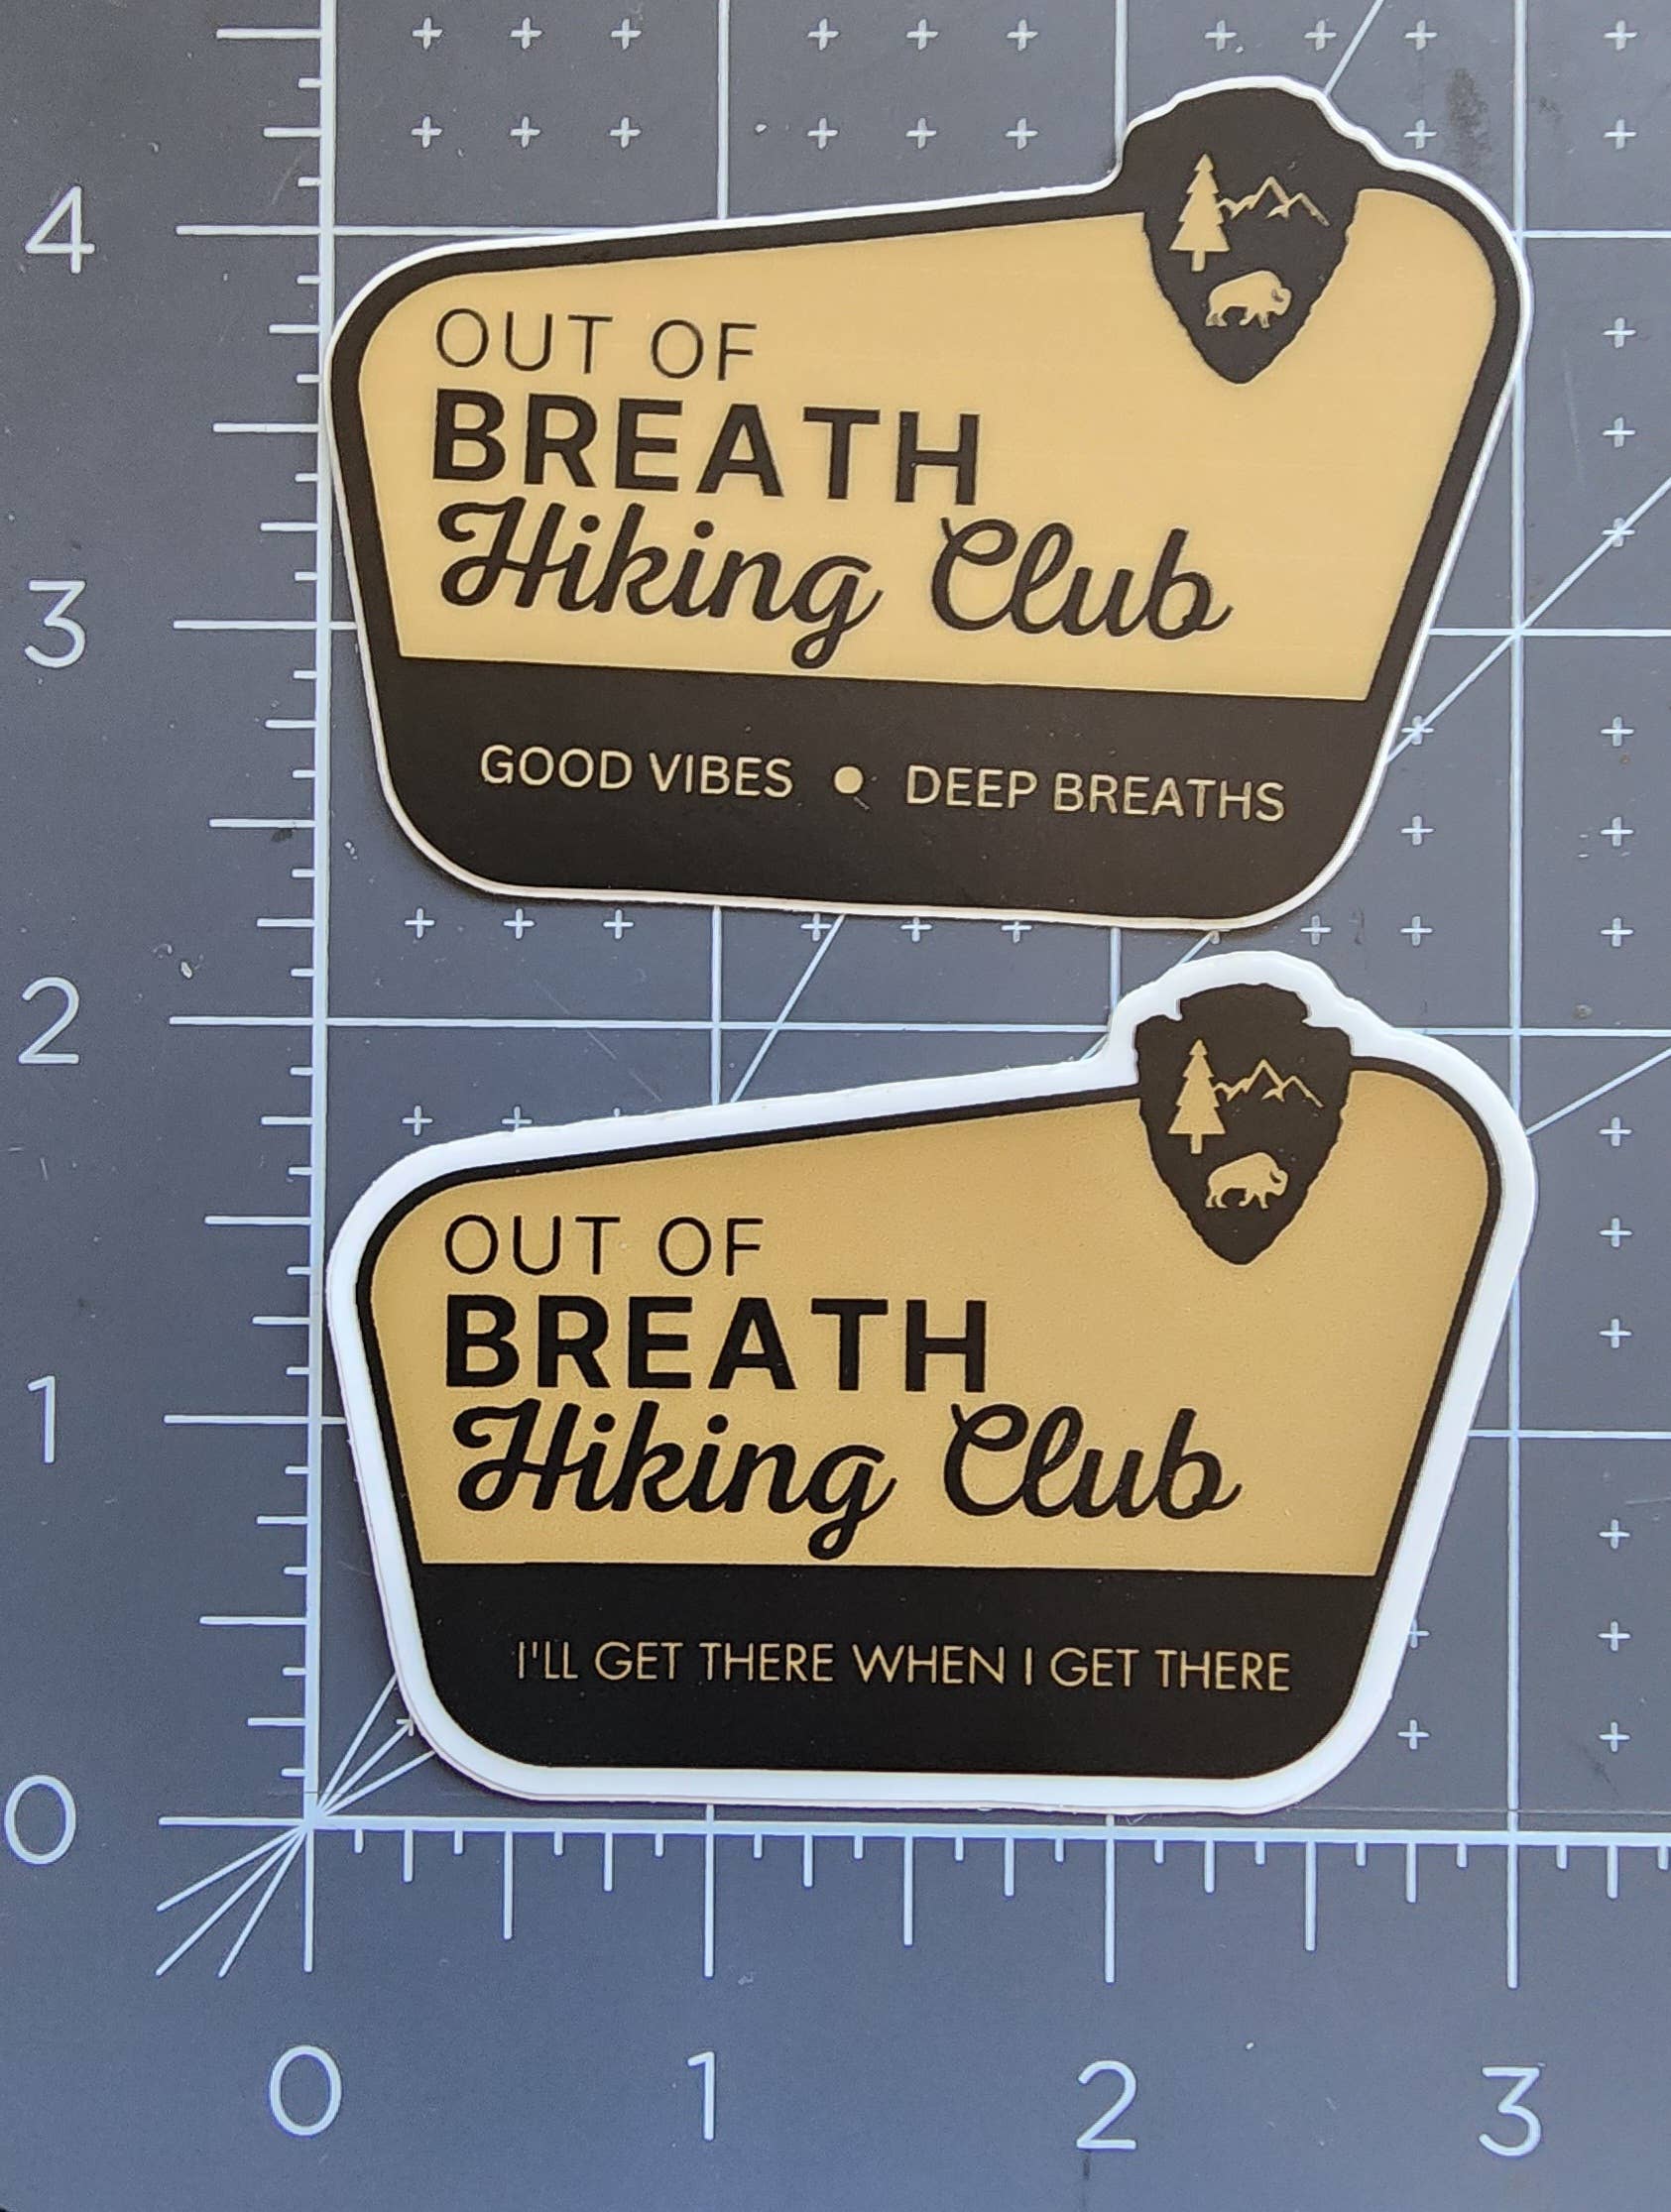 4
OUT OF
BREATH
Hiking Club
3
GOOD VIBES • DEEP BREATHS
2
OUT OF
BREATH
1
Hiking Club
I'LL GET THERE WHEN I GET THERE
0
0 1 2 3